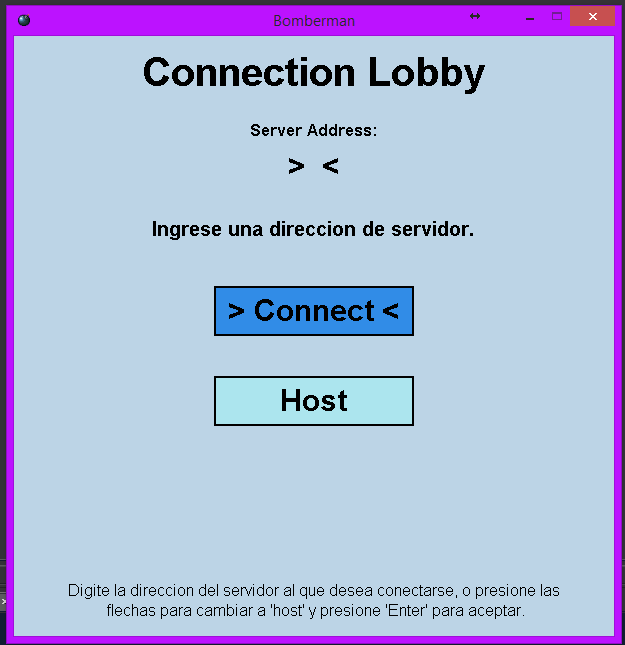 Bomberman
Connection Lobby
Server Address:
> <
Ingrese una direccion de servidor.
> Connect <
Host
Digite la direccion del servidor al que desea conectarse, o presione las
flechas para cambiar a 'host' y presione 'Enter' para aceptar.